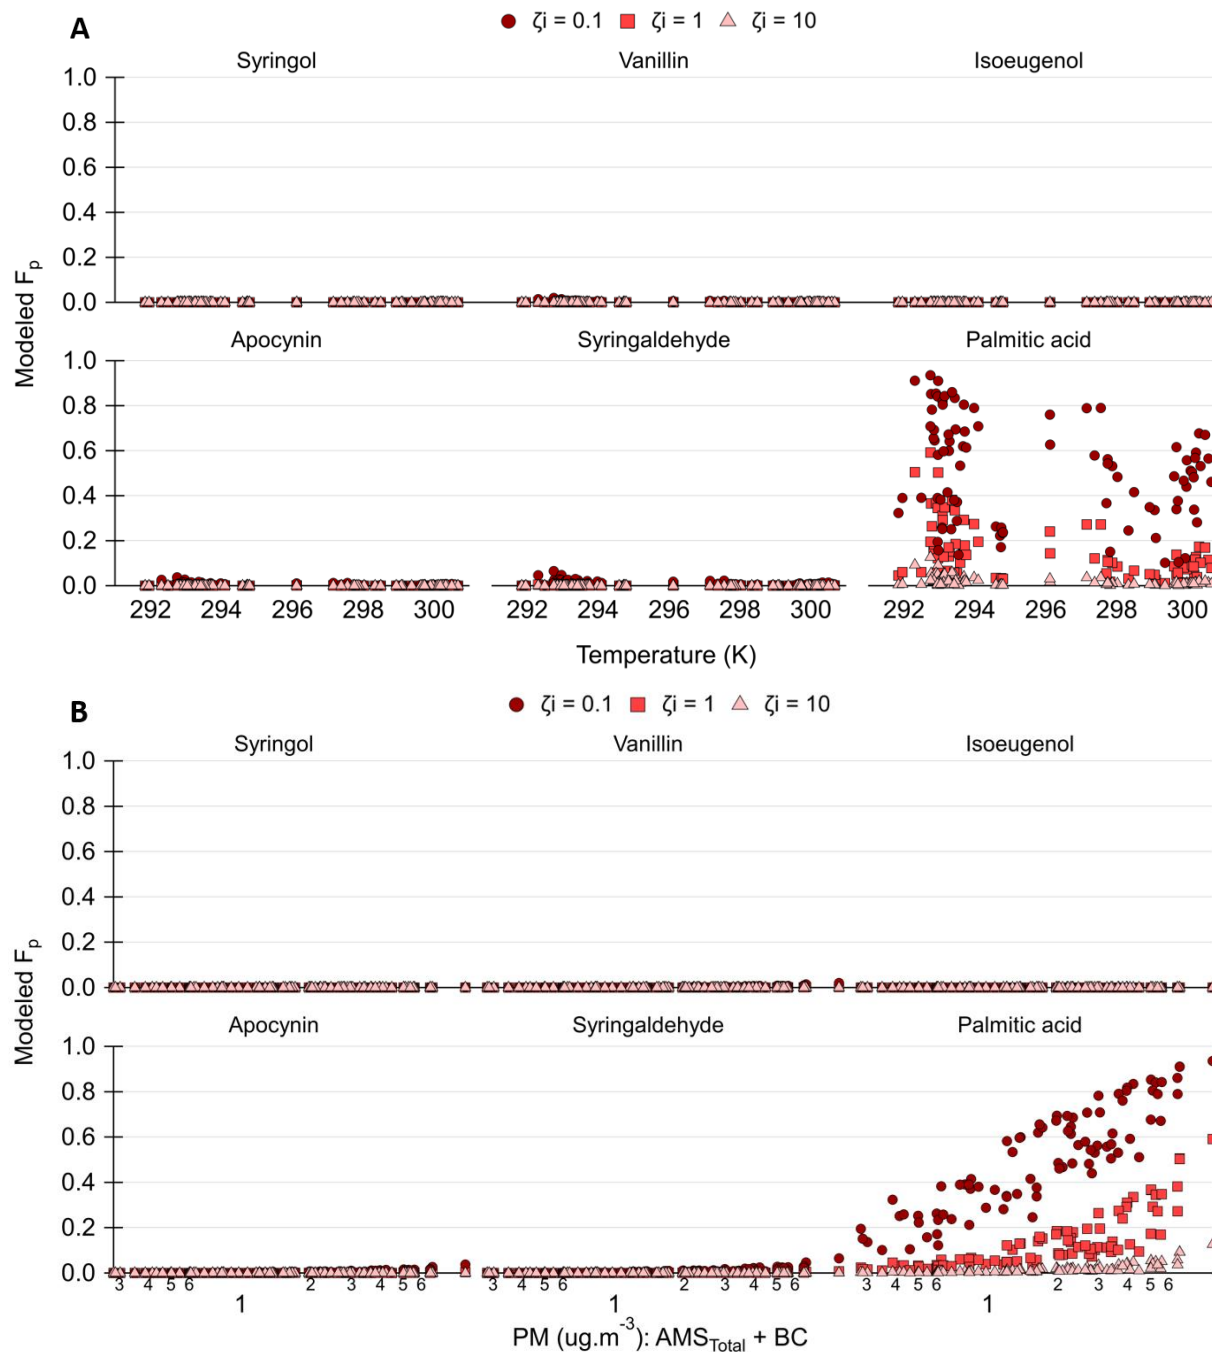 A
ζi = 0.1 ζi = 1 ζi = 10
Syringol Vanillin Isoeugenol
1.0
0.8
0.6
0.4
0.2
0.0
Modeled Fp
Apocynin Syringaldehyde Palmitic acid
1.0
0.8
0.6
0.4
0.2
0.0
292 294 296 298 300 292 294 296 298 300 292 294 296 298 300
Temperature (K)
B
ζi = 0.1 ζi = 1 ζi = 10
Syringol Vanillin Isoeugenol
1.0
0.8
0.6
0.4
0.2
0.0
Modeled Fp
Apocynin Syringaldehyde Palmitic acid
1.0
0.8
0.6
0.4
0.2
0.0
3 4 5 6 2 3 4 5 6 3 4 5 6 2 3 4 5 6 3 4 5 6 2 3 4 5 6
1 1 1
PM (ug.m-3): AMSTotal + BC